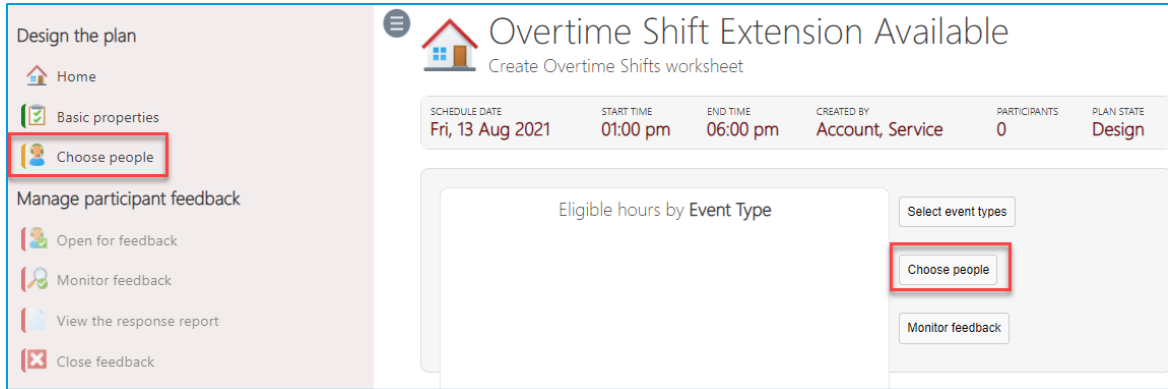 Design the plan
Home
Basic properties
Choose people
Manage participant feedback
Open for feedback
Monitor feedback
View the response report
Close feedback
Overtime Shift Extension Available
Create Overtime Shifts worksheet
SCHEDULE DATE START TIME END TIME CREATED BY PARTICIPANTS PLAN STATE
Fri, 13 Aug 2021 01:00 pm 06:00 pm Account, Service 0 Design
Eligible hours by Event Type
Select event types
Choose people
Monitor feedback